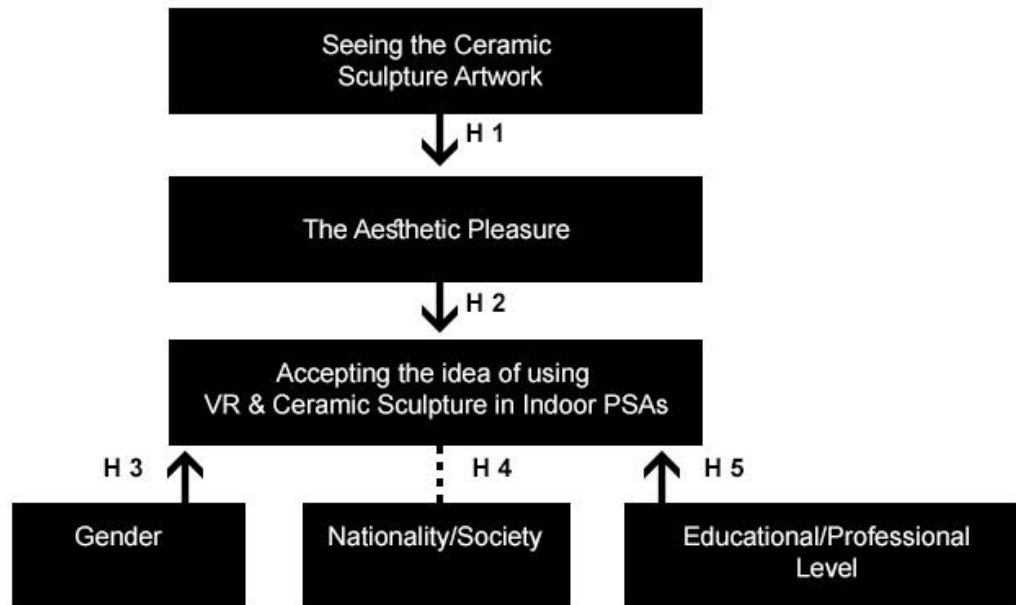 Seeing the Ceramic
Sculpture Artwork
H 1
The Aesthetic Pleasure
H 2
Accepting the idea of using
VR & Ceramic Sculpture in Indoor PSAs
H 3
H 4
H 5
Gender
Nationality/Society
Educational/Professional
Level